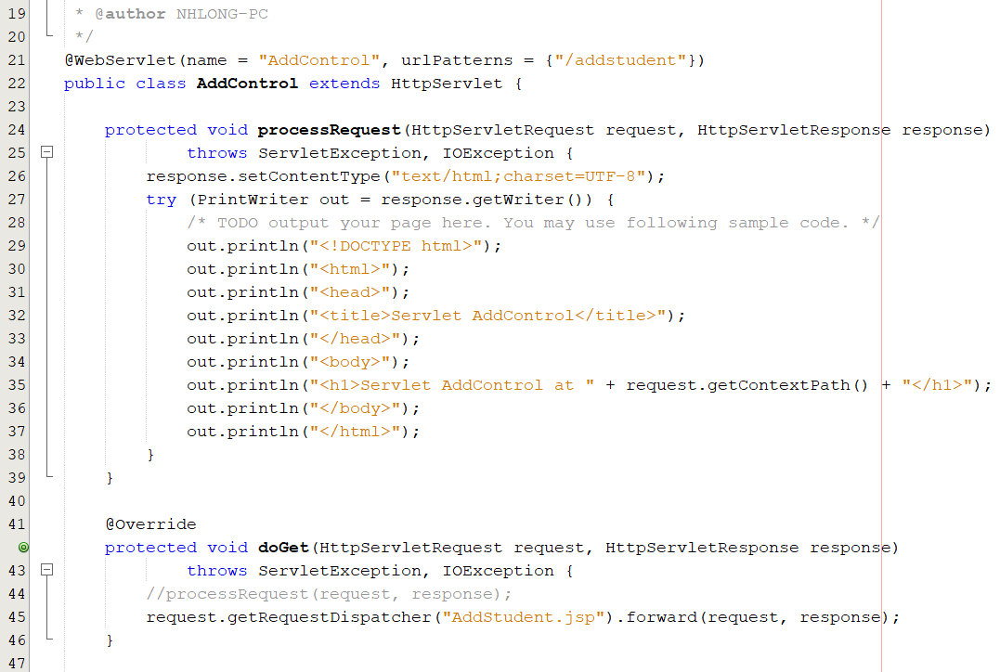 19 * @author NHLONG-PC
20 */
21 @WebServlet(name = "AddControl", urlPatterns = {"/addstudent"})
22 public class AddControl extends HttpServlet {
23
24 protected void processRequest(HttpServletRequest request, HttpServletResponse response)
25 throws ServletException, IOException {
26 response.setContentType("text/html;charset=UTF-8");
27 try (PrintWriter out = response.getWriter()) {
28 /* TODO output your page here. You may use following sample code. */
29 out.println("<!DOCTYPE html>");
30 out.println("<html>");
31 out.println("<head>");
32 out.println("<title>Servlet AddControl</title>");
33 out.println("</head>");
34 out.println("<body>");
35 out.println("<h1>Servlet AddControl at " + request.getContextPath() + "</h1>");
36 out.println("</body>");
37 out.println("</html>");
38 }
39 }
40
41 @Override
protected void doGet(HttpServletRequest request, HttpServletResponse response)
43 throws ServletException, IOException {
44 //processRequest(request, response);
45 request.getRequestDispatcher("AddStudent.jsp").forward(request, response);
46 }
47